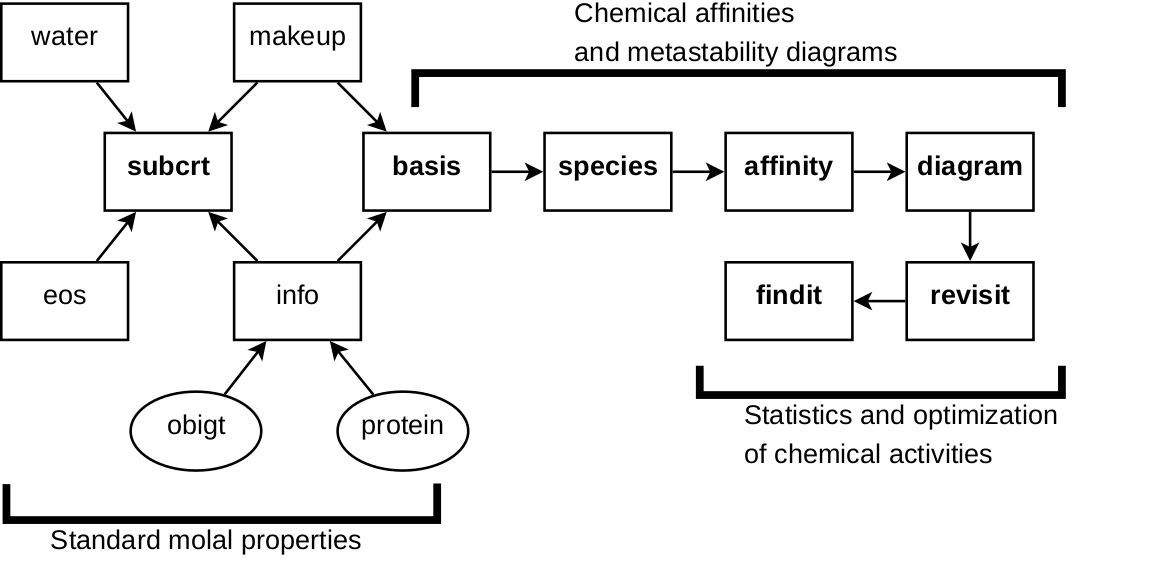 Chemical affinities
and metastability diagrams
water
makeup
subcrt
basis
species
affinity
diagram
eos
info
findit
revisit
obigt
protein
Statistics and optimization
of chemical activities
Standard molal properties